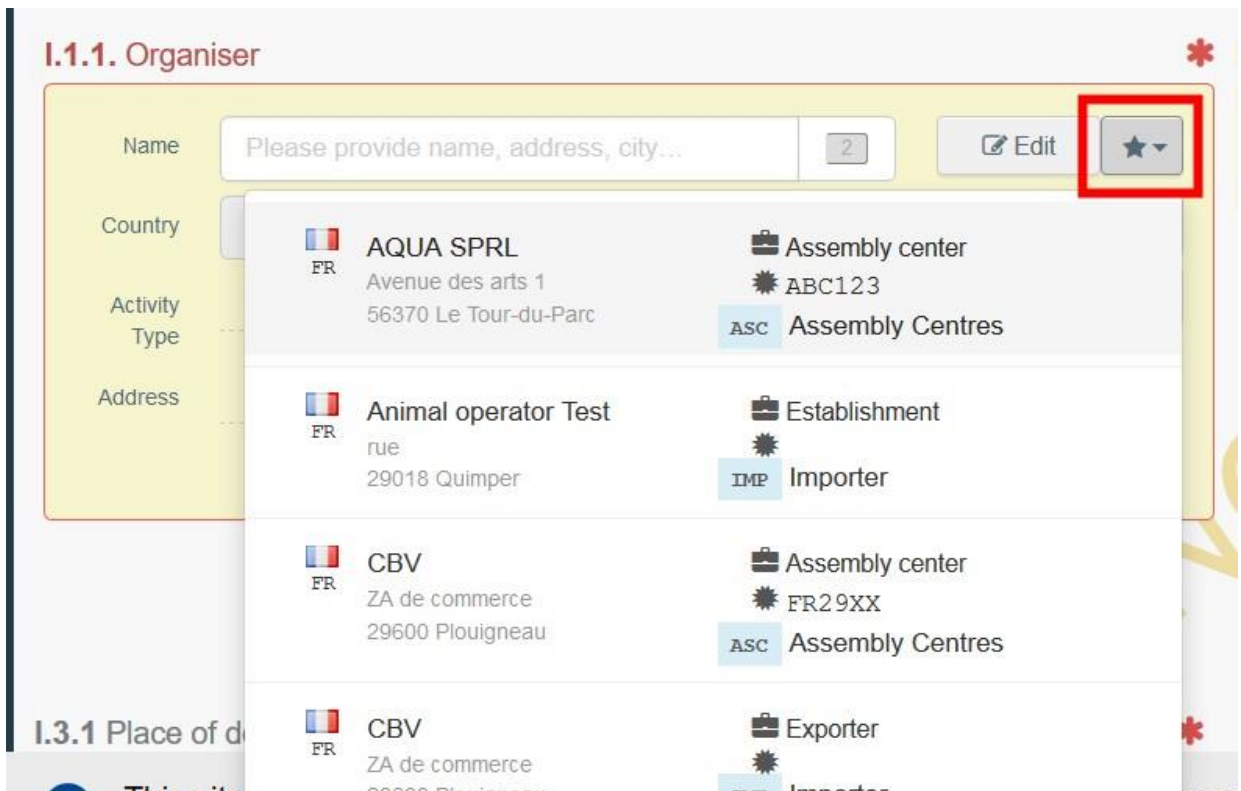 I.1.1. Organiser *
Name Please provide name, address, city... 2 Edit
Country
Activity
Type
Address
FR AQUA SPRL Assembly center
Avenue des arts 1 ABC123
56370 Le Tour-du-Parc ASC Assembly Centres
FR Animal operator Test Establishment
rue
29018 Quimper IMP Importer
FR CBV Assembly center
ZA de commerce FR29XX
29600 Plouigneau ASC Assembly Centres
I.3.1 Place of *
FR CBV Exporter
ZA de commerce
Plouigneau Importer